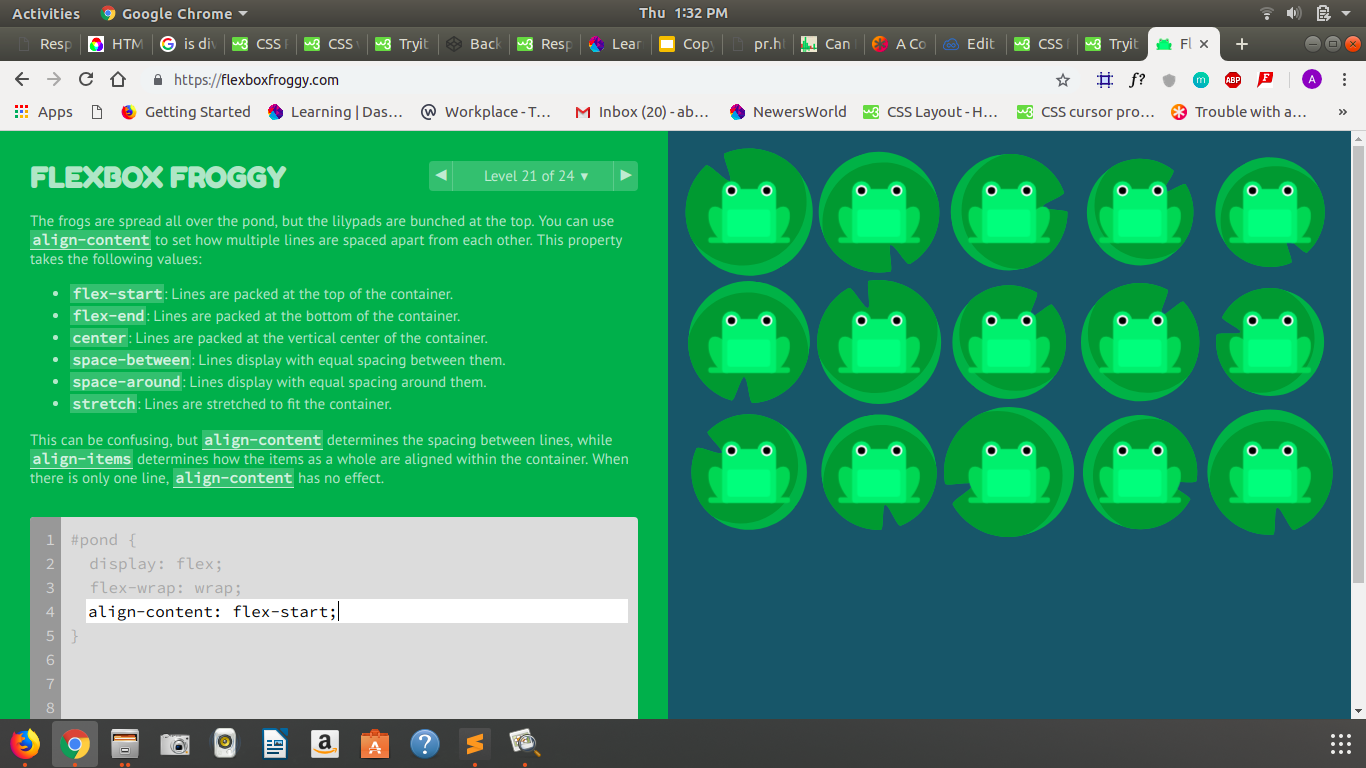 Activities
Google Chrome
Thu 1:32 PM
Resp
HTM
is div
CSS
CSS
Tryit
Back
Resp
Lear
Copy
pr.h
Can
A Co
Edit
CSS
Tryit
Fl
https://flexboxfroggy.com
f?
m
ABP
F
A
Apps
Getting Started
Learning | Das...
Workplace - T...
Inbox (20) - ab...
NewersWorld
CSS Layout - H...
CSS cursor pro...
Trouble with a...
»
FLEXBOX FROGGY
Level 21 of 24
The frogs are spread all over the pond, but the lilypads are bunched at the top. You can use
align-content to set how multiple lines are spaced apart from each other. This property
takes the following values:
• flex-start: Lines are packed at the top of the container.
• flex-end: Lines are packed at the bottom of the container.
• center: Lines are packed at the vertical center of the container.
• space-between: Lines display with equal spacing between them.
• space-around: Lines display with equal spacing around them.
• stretch: Lines are stretched to fit the container.
This can be confusing, but align-content determines the spacing between lines, while
align-items determines how the items as a whole are aligned within the container. When
there is only one line, align-content has no effect.
1 #pond {
2 display: flex;
3 flex-wrap: wrap;
4 align-content: flex-start;
5 }
6
7
8